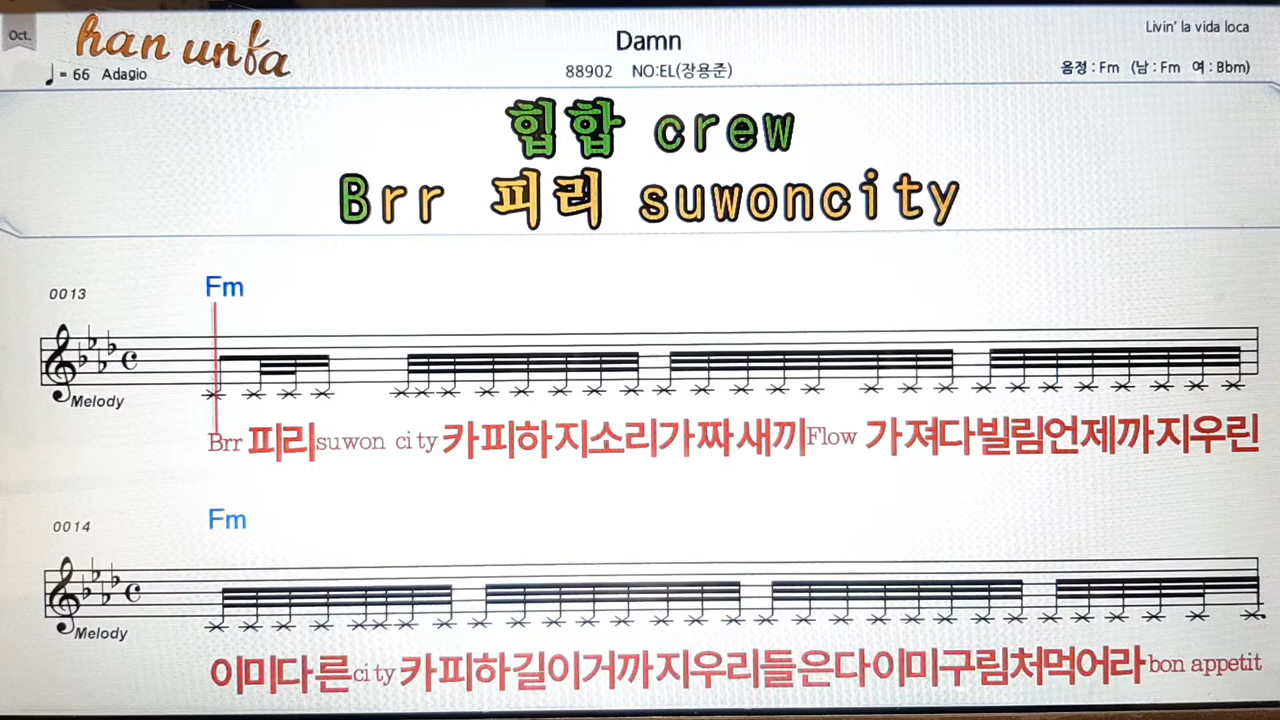 Oct.
han unfa
Damn
Livin' la vida loca
♩ = 66 Adagio
88902 NO:EL(장용준)
음정 : Fm (남 : Fm 여 : Bbm)
힙합 crew
Brr 피리 suwoncity
0013
Fm
Melody
Brr 피리 suwon city 카피하지소리가짜새끼 Flow 가져다빌림언제까지우린
0014
Fm
Melody
이미다른 city 카피하길이거까지우리들은다이미구림처먹어라 bon appetit